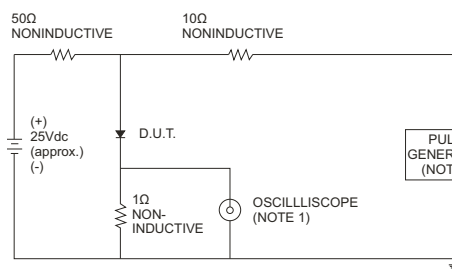 50Ω
NONINDUCTIVE
10Ω
NONINDUCTIVE
(+)
25Vdc
(approx.)
(-)
D.U.T.
1Ω
NON-
INDUCTIVE
OSCILLLISCOPE
(NOTE 1)